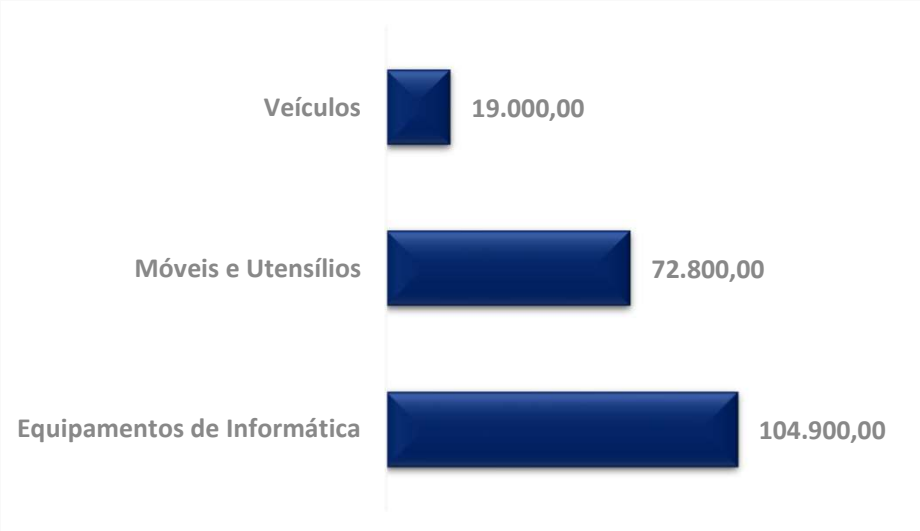 Veículos 19.000,00
Móveis e Utensílios 72.800,00
Equipamentos de Informática 104.900,00